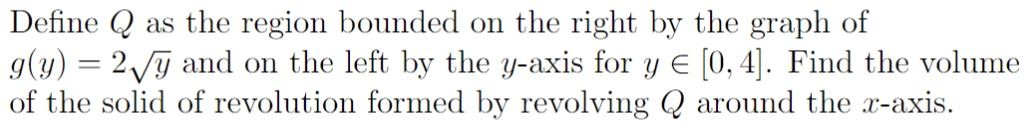 Define Q as the region bounded on the right by the graph of
g(y) = 2√y and on the left by the y-axis for y ∈ [0, 4]. Find the volume
of the solid of revolution formed by revolving Q around the x-axis.